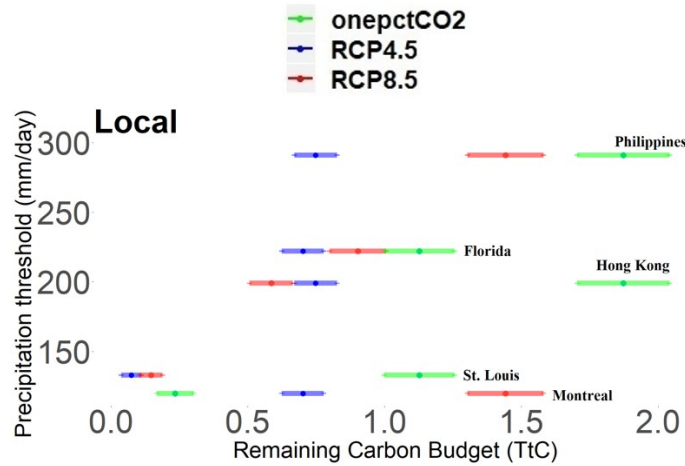 onepctCO2
RCP4.5
RCP8.5
Local
Precipitation threshold (mm/day)
300
250
200
150
Philippines
Florida
Hong Kong
St. Louis
Montreal
0.0 0.5 1.0 1.5 2.0
Remaining Carbon Budget (TtC)